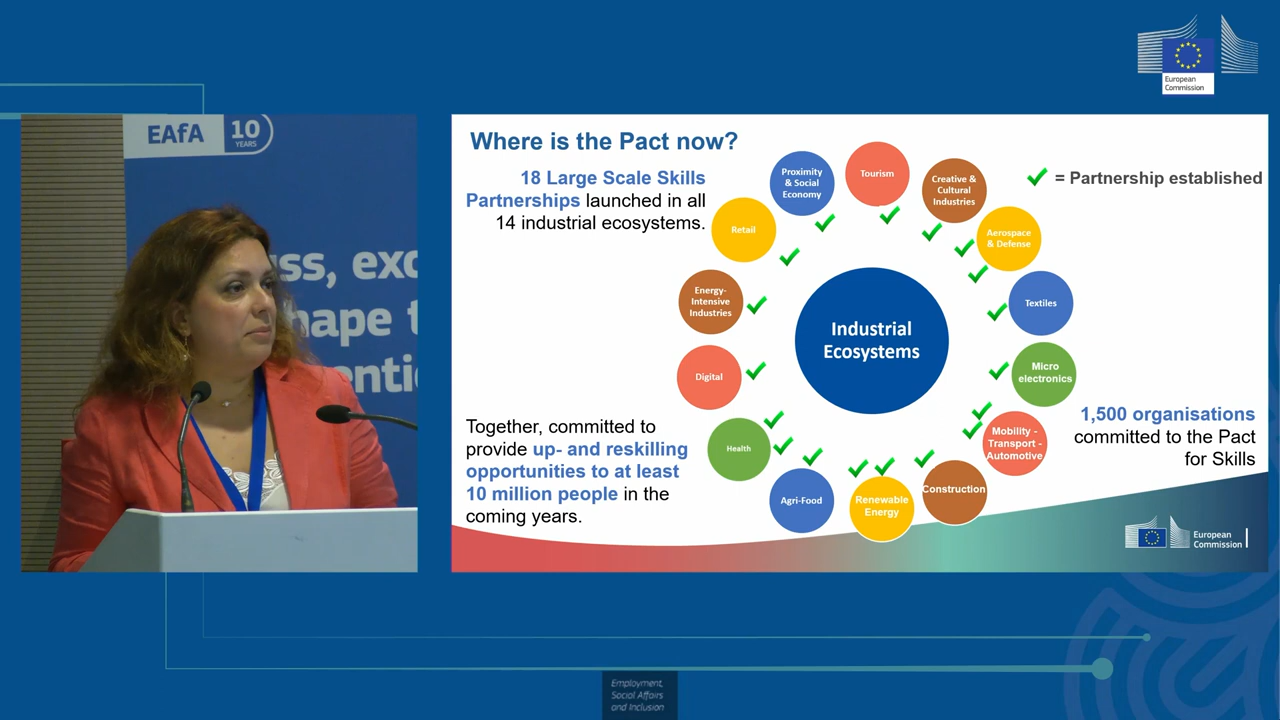 European
Commission
EAfA
10
YEARS
ss, exc
hape t
enti
Where is the Pact now?
18 Large Scale Skills
Partnerships launched in all
14 industrial ecosystems.
= Partnership established
Proximity
& Social
Economy
Tourism
Creative &
Cultural
Industries
Retail
Aerospace
& Defense
Energy-
Intensive
Industries
Textiles
Industrial
Ecosystems
Digital
Micro
electronics
Health
Mobility -
Transport -
Automotive
Agri-Food
Renewable
Energy
Construction
Together, committed to
provide up- and reskilling
opportunities to at least
10 million people in the
coming years.
1,500 organisations
committed to the Pact
for Skills
European
Commission
Employment,
Social Affairs
and Inclusion